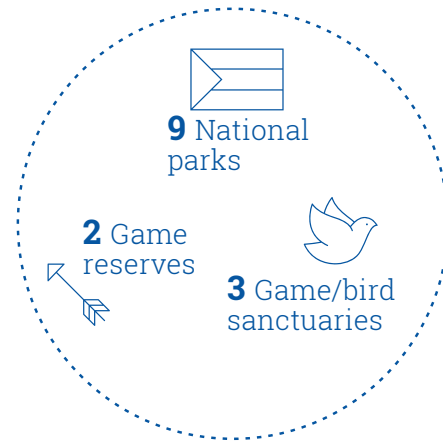 9 National
parks
2 Game
reserves
3 Game/bird
sanctuaries